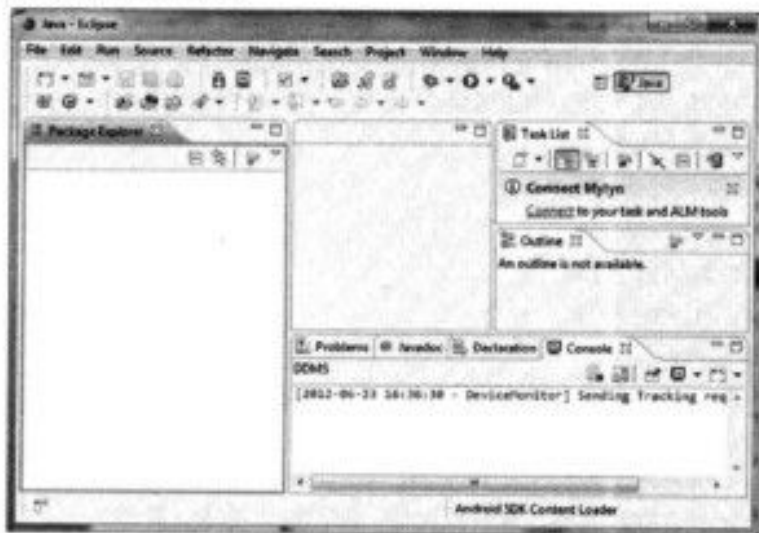 Java - Eclipse
File Edit Run Source Refactor Navigate Search Project Window Help
Java
Package Explorer
Task List
Connect Mylyn
Connect to your task and ALM tools
Outline
An outline is not available.
Problems @ Javadoc Declaration Console
DDMS
[2012-06-23 16:36:30 - DeviceMonitor] Sending Tracking req
Android SDK Content Loader